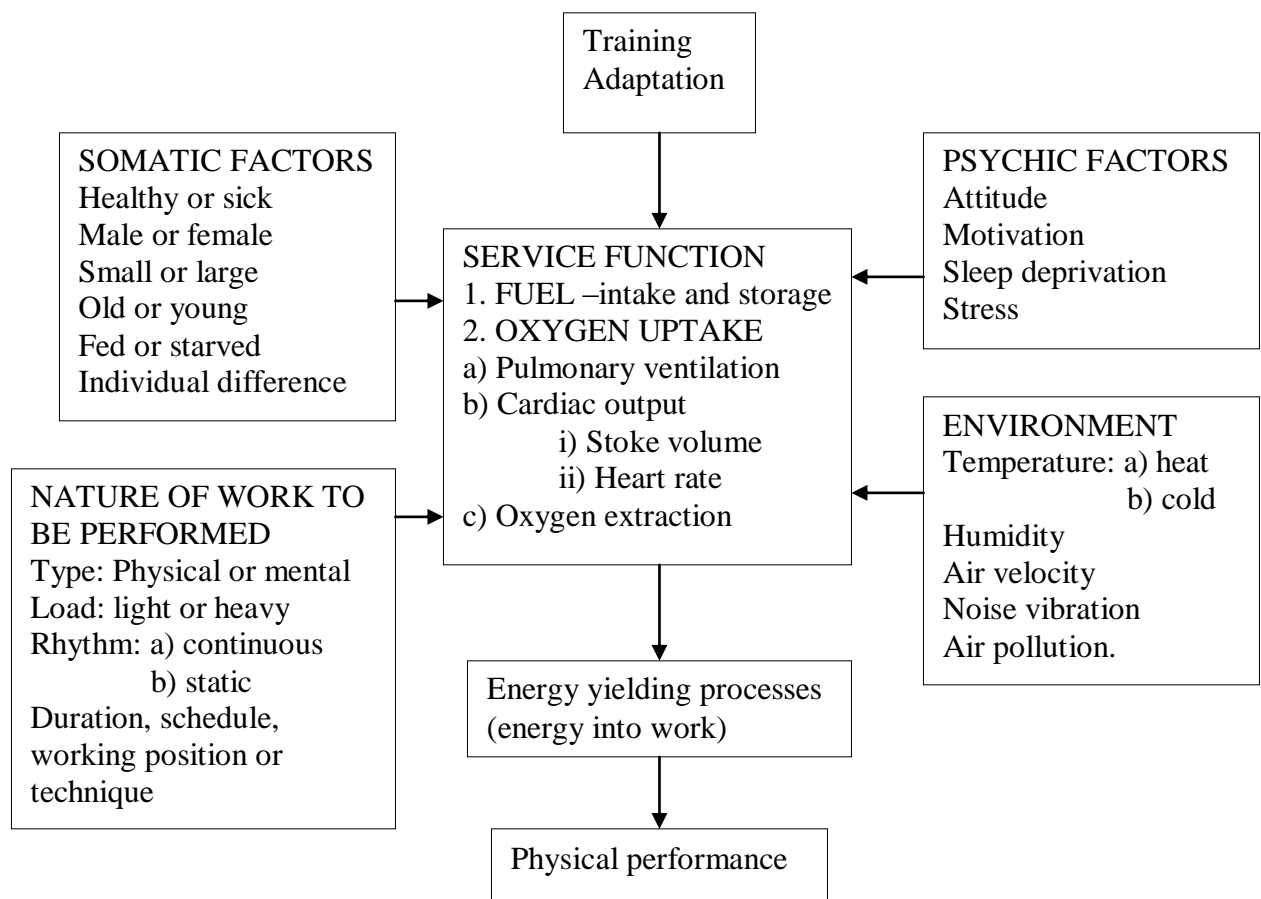 Training
Adaptation
SOMATIC FACTORS
Healthy or sick
Male or female
Small or large
Old or young
Fed or starved
Individual difference
PSYCHIC FACTORS
Attitude
Motivation
Sleep deprivation
Stress
SERVICE FUNCTION
1. FUEL –intake and storage
2. OXYGEN UPTAKE
a) Pulmonary ventilation
b) Cardiac output
i) Stoke volume
ii) Heart rate
c) Oxygen extraction
NATURE OF WORK TO
BE PERFORMED
Type: Physical or mental
Load: light or heavy
Rhythm: a) continuous
b) static
Duration, schedule,
working position or
technique
ENVIRONMENT
Temperature: a) heat
b) cold
Humidity
Air velocity
Noise vibration
Air pollution.
Energy yielding processes
(energy into work)
Physical performance